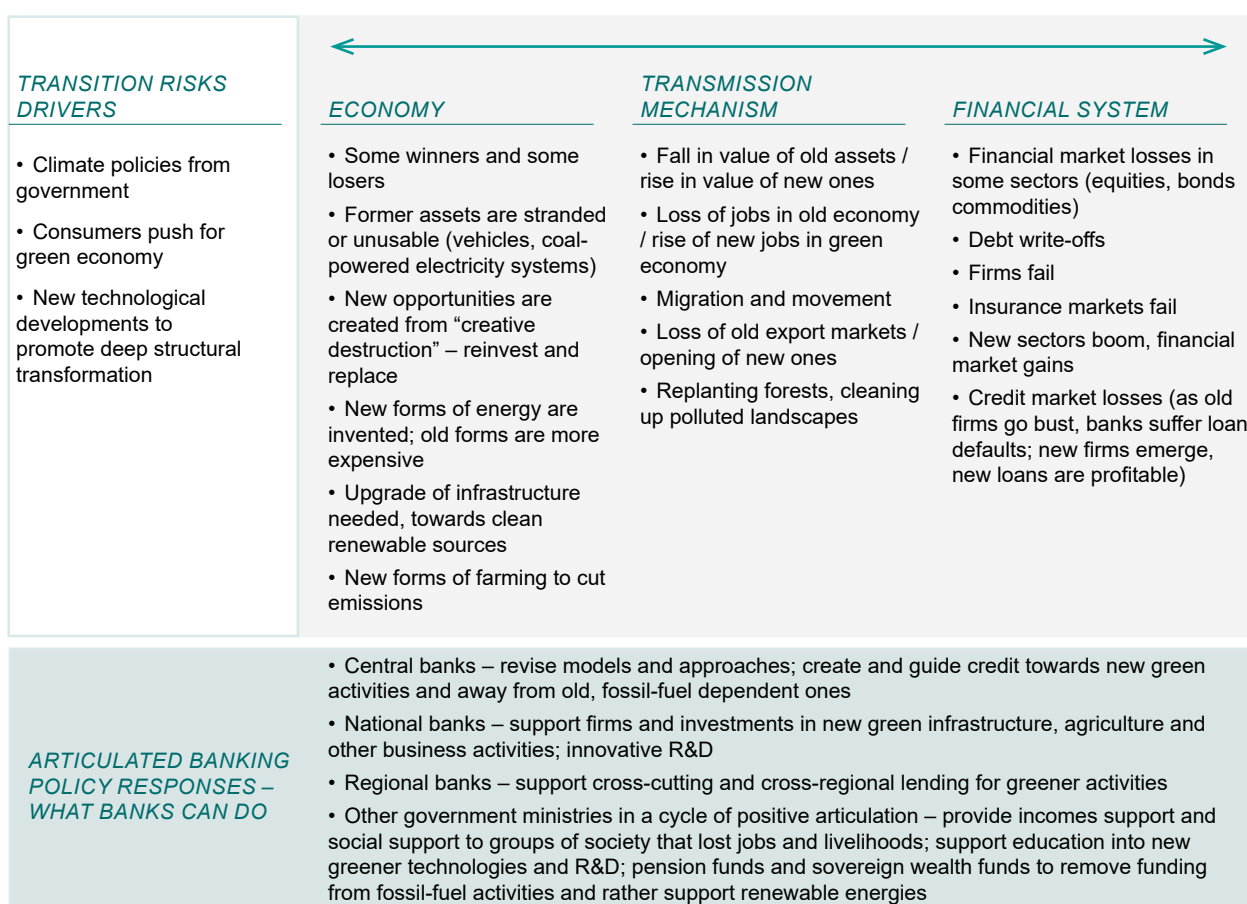 TRANSITION RISKS
DRIVERS
• Climate policies from
government
• Consumers push for
green economy
• New technological
developments to
promote deep structural
transformation
ECONOMY
• Some winners and some
losers
• Former assets are stranded
or unusable (vehicles, coal-
powered electricity systems)
• New opportunities are
created from “creative
destruction” – reinvest and
replace
• New forms of energy are
invented; old forms are more
expensive
• Upgrade of infrastructure
needed, towards clean
renewable sources
• New forms of farming to cut
emissions
TRANSMISSION
MECHANISM
• Fall in value of old assets /
rise in value of new ones
• Loss of jobs in old economy
/ rise of new jobs in green
economy
• Migration and movement
• Loss of old export markets /
opening of new ones
• Replanting forests, cleaning
up polluted landscapes
FINANCIAL SYSTEM
• Financial market losses in
some sectors (equities, bonds
commodities)
• Debt write-offs
• Firms fail
• Insurance markets fail
• New sectors boom, financial
market gains
• Credit market losses (as old
firms go bust, banks suffer loan
defaults; new firms emerge,
new loans are profitable)
ARTICULATED BANKING
POLICY RESPONSES –
WHAT BANKS CAN DO
• Central banks – revise models and approaches; create and guide credit towards new green
activities and away from old, fossil-fuel dependent ones
• National banks – support firms and investments in new green infrastructure, agriculture and
other business activities; innovative R&D
• Regional banks – support cross-cutting and cross-regional lending for greener activities
• Other government ministries in a cycle of positive articulation – provide incomes support and
social support to groups of society that lost jobs and livelihoods; support education into new
greener technologies and R&D; pension funds and sovereign wealth funds to remove funding
from fossil-fuel activities and rather support renewable energies